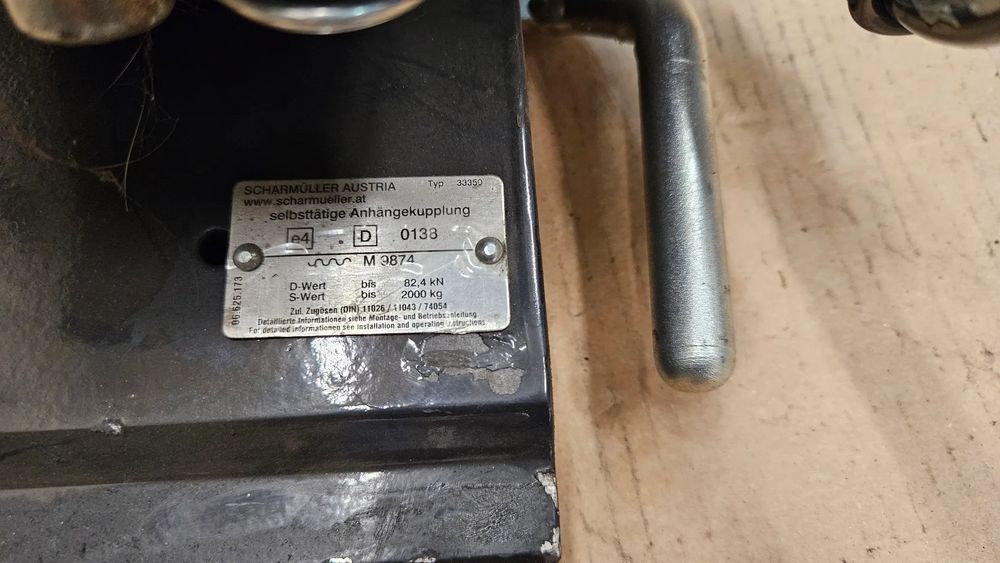 SCHARMÜLLER AUSTRIA Typ 33350
www.scharmueller.at
selbsttätige Anhängekupplung
e4 D 0138
M 9874
D-Wert bis 82,4 kN
S-Wert bis 2000 kg
Zul. Zugösen (DIN) 11026 / 11043 / 74054
Detaillierte Informationen siehe Montage- und Betriebsanleitung
For detailed informationen see installation and operating instructions
06.625.173